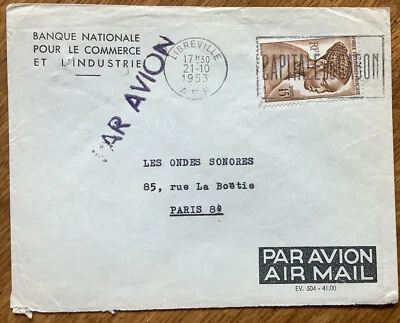 BANQUE NATIONALE
POUR LE COMMERCE
ET L'INDUSTRIE
PAR AVION
LIBREVILLE
17H30
21-10
1953
A.E.F
CAPITALE
15F
LES ONDES SONORES
85, rue La Boëtie
PARIS 8è
PAR AVION
AIR MAIL
EV. 504 - 41.00